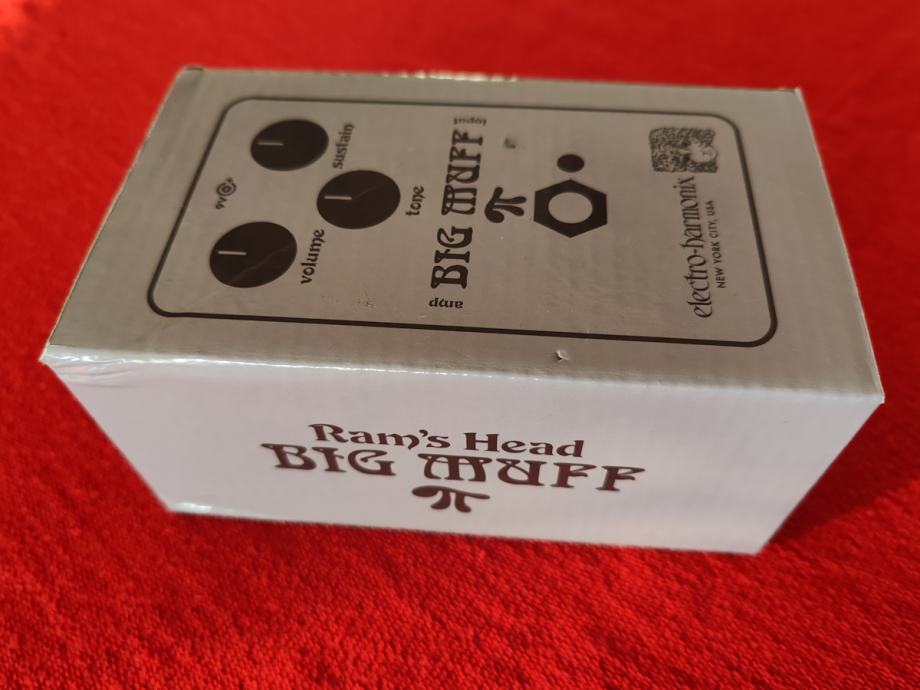 9V
sustain
volume
tone
input
BIG MUFF
π
amp
electro-harmonix
NEW YORK CITY, USA
Ram's Head
BIG MUFF
π